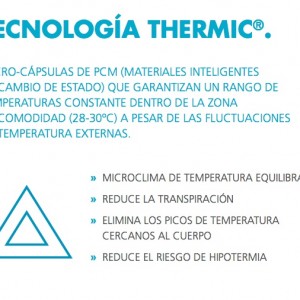 ECNOLOGÍA THERMIC®.
RO-CÁPSULAS DE PCM (MATERIALES INTELIGENTES
CAMBIO DE ESTADO) QUE GARANTIZAN UN RANGO DE
MPERATURAS CONSTANTE DENTRO DE LA ZONA
COMODIDAD (28-30ºC) A PESAR DE LAS FLUCTUACIONES
TEMPERATURA EXTERNAS.
» MICROCLIMA DE TEMPERATURA EQUILIBRA
» REDUCE LA TRANSPIRACIÓN
» ELIMINA LOS PICOS DE TEMPERATURA
CERCANOS AL CUERPO
» REDUCE EL RIESGO DE HIPOTERMIA